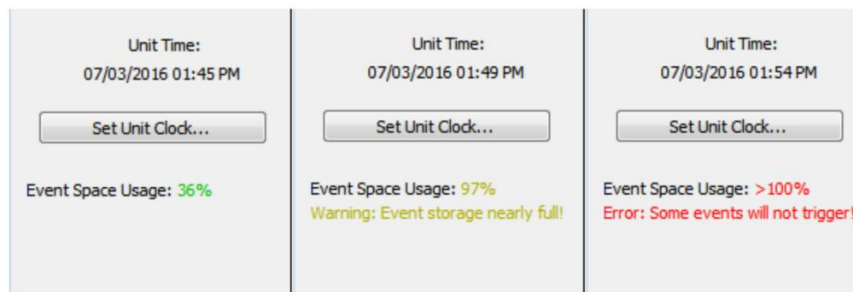 Unit Time:
07/03/2016 01:45 PM
Set Unit Clock...
Event Space Usage: 36%
Unit Time:
07/03/2016 01:49 PM
Set Unit Clock...
Event Space Usage: 97%
Warning: Event storage nearly full!
Unit Time:
07/03/2016 01:54 PM
Set Unit Clock...
Event Space Usage: >100%
Error: Some events will not trigger!